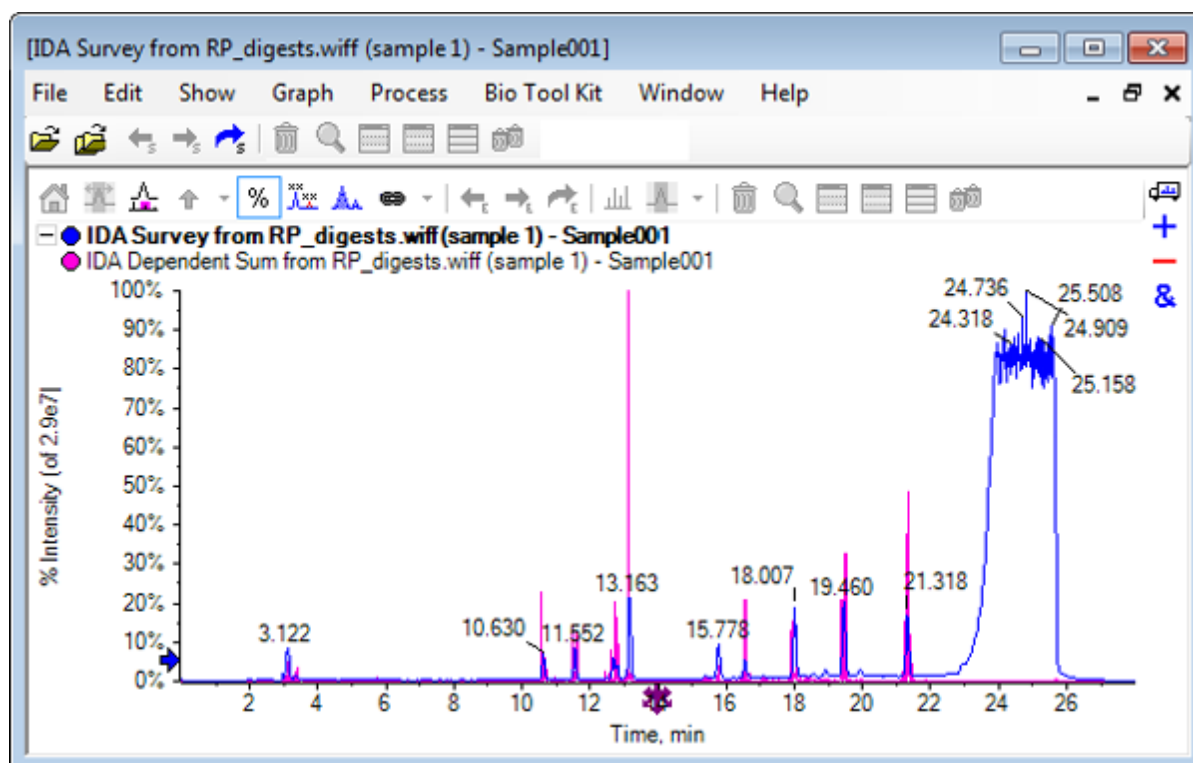 [IDA Survey from RP_digests.wiff (sample 1) - Sample001]
File Edit Show Graph Process Bio Tool Kit Window Help
S S S
% xx xx E E E
IDA Survey from RP_digests.wiff (sample 1) - Sample001
IDA Dependent Sum from RP_digests.wiff (sample 1) - Sample001
&
100%
90%
80%
70%
60%
50%
40%
30%
20%
10%
0%
% Intensity (of 2.9e7)
3.122
10.630
11.552
13.163
15.778
18.007
19.460
21.318
24.318
24.736
25.508
24.909
25.158
2 4 6 8 10 12 16 18 20 22 24 26
Time, min